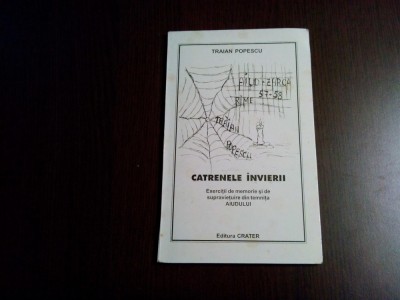 TRAIAN POPESCU
AIUD - ZARCA
RIME 57-58
TRAIAN
POPESCU
CATRENELE ÎNVIERII
Exerciţii de memorie şi de
supravieţuire din temniţa
AIUDULUI
Editura CRATER